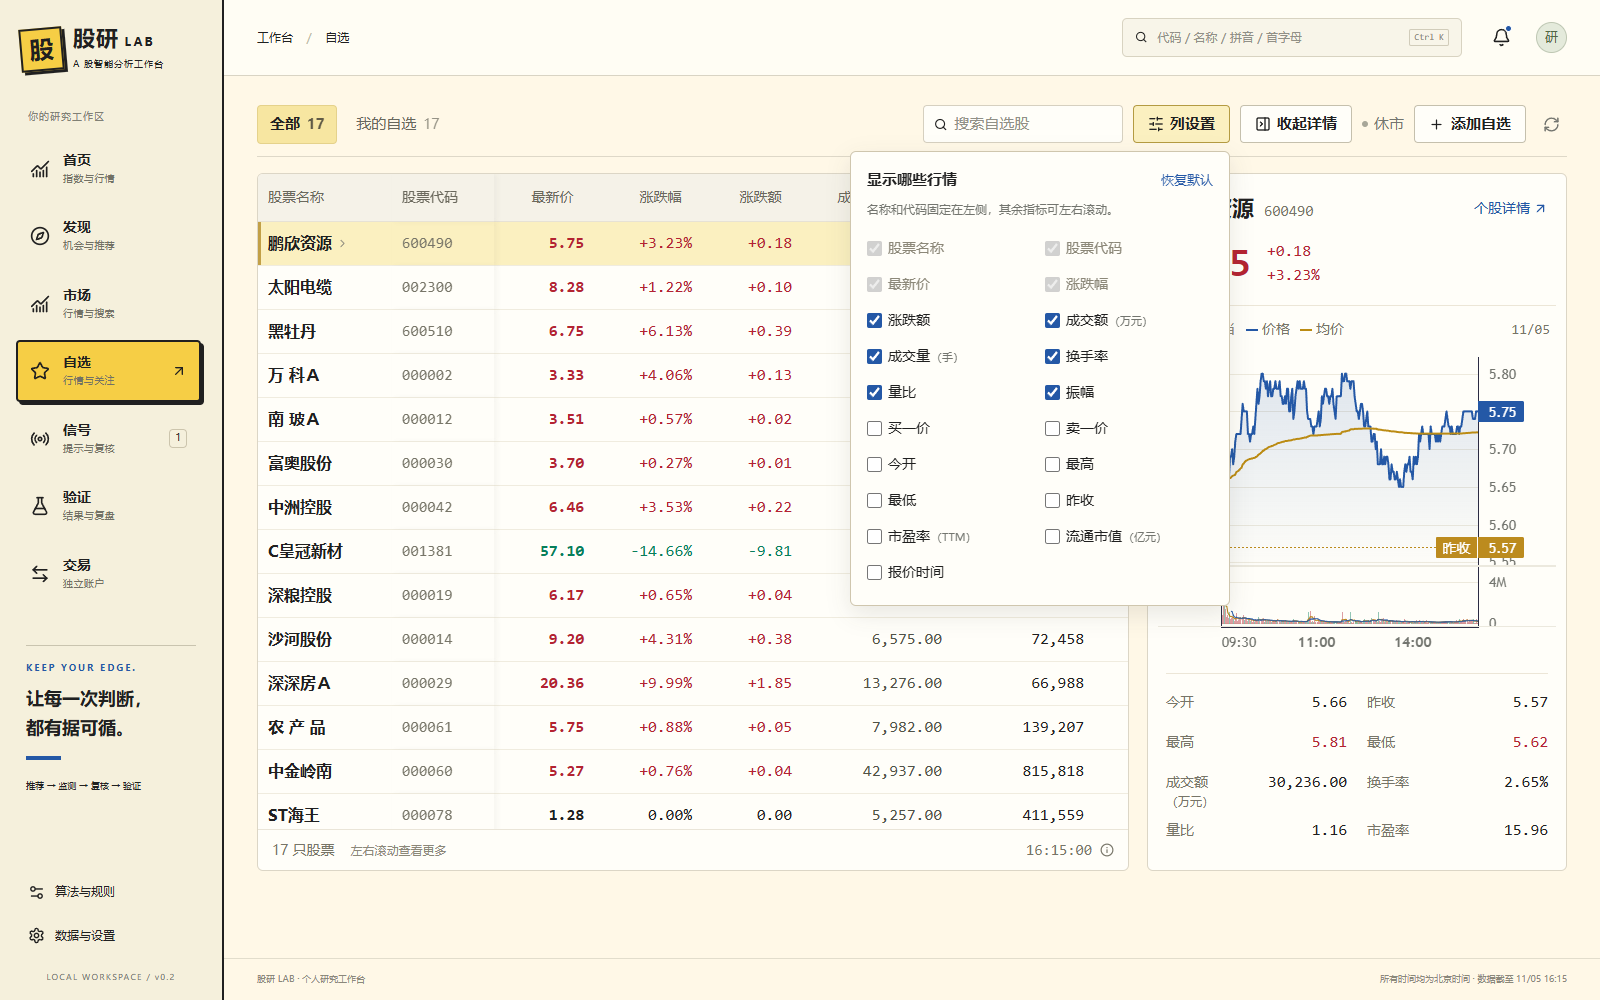 股
股研 LAB
A 股智能分析工作台
你的研究工作区
首页
指数与行情
发现
机会与推荐
市场
行情与搜索
自选
行情与关注
信号
提示与复核
1
验证
结果与复盘
交易
独立账户
KEEP YOUR EDGE.
让每一次判断,
都有据可循。
推荐 → 监测 → 复核 → 验证
算法与规则
数据与设置
LOCAL WORKSPACE / v0.2
工作台 / 自选
代码 / 名称 / 拼音 / 首字母 Ctrl K
研
全部 17 我的自选 17
搜索自选股
列设置
收起详情
休市
添加自选
股票名称 股票代码 最新价 涨跌幅 涨跌额 成
鹏欣资源 600490 5.75 +3.23% +0.18
太阳电缆 002300 8.28 +1.22% +0.10
黑牡丹 600510 6.75 +6.13% +0.39
万 科A 000002 3.33 +4.06% +0.13
南 玻A 000012 3.51 +0.57% +0.02
富奥股份 000030 3.70 +0.27% +0.01
中洲控股 000042 6.46 +3.53% +0.22
C皇冠新材 001381 57.10 -14.66% -9.81
深粮控股 000019 6.17 +0.65% +0.04
沙河股份 000014 9.20 +4.31% +0.38 6,575.00 72,458
深深房A 000029 20.36 +9.99% +1.85 13,276.00 66,988
农 产 品 000061 5.75 +0.88% +0.05 7,982.00 139,207
中金岭南 000060 5.27 +0.76% +0.04 42,937.00 815,818
ST海王 000078 1.28 0.00% 0.00 5,257.00 411,559
17 只股票 左右滚动查看更多 16:15:00
显示哪些行情 恢复默认
名称和代码固定在左侧，其余指标可左右滚动。
股票名称 股票代码
最新价 涨跌幅
涨跌额 成交额 (万元)
成交量 (手) 换手率
量比 振幅
买一价 卖一价
今开 最高
最低 昨收
市盈率 (TTM) 流通市值 (亿元)
报价时间
源 600490 个股详情
5 +0.18
+3.23%
价格 均价 11/05
5.80
5.75
5.70
5.65
5.60
昨收 5.57
5.55
4M
0
09:30 11:00 14:00
今开 5.66 昨收 5.57
最高 5.81 最低 5.62
成交额 30,236.00 换手率 2.65%
(万元)
量比 1.16 市盈率 15.96
股研 LAB · 个人研究工作台
所有时间均为北京时间 · 数据截至 11/05 16:15